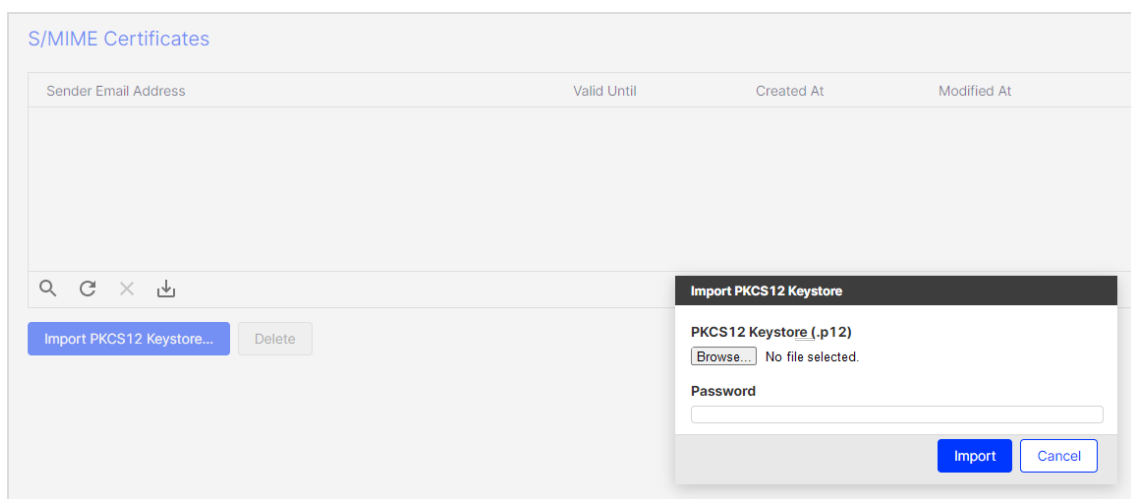 S/MIME Certificates
Sender Email Address Valid Until Created At Modified At
Import PKCS12 Keystore... Delete
Import PKCS12 Keystore
PKCS12 Keystore (.p12)
Browse... No file selected.
Password
Import Cancel